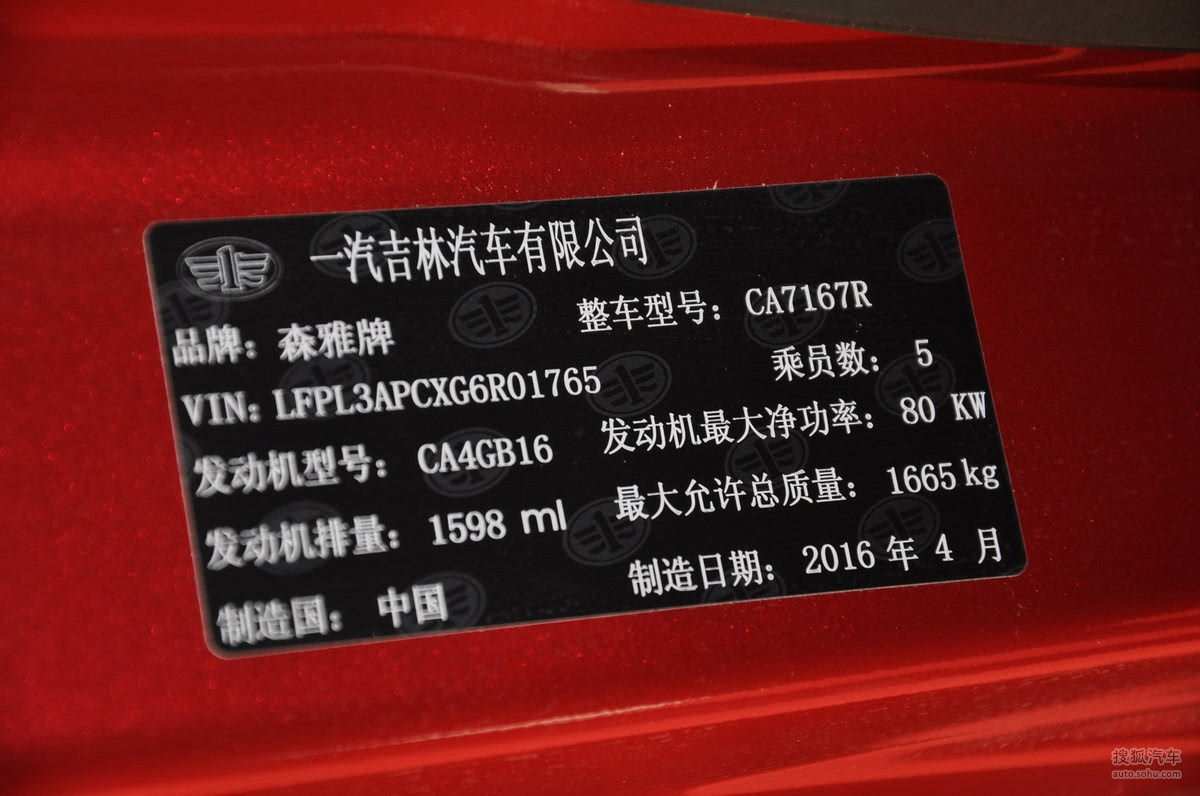 一汽吉林汽车有限公司
品牌：森雅牌 整车型号：CA7167R
VIN：LFPL3APCXG6R01765 乘员数：5
发动机型号：CA4GB16 发动机最大净功率：80 KW
发动机排量：1598 ml 最大允许总质量：1665kg
制造国：中国 制造日期：2016 年 4 月
搜狐汽车
auto.sohu.com